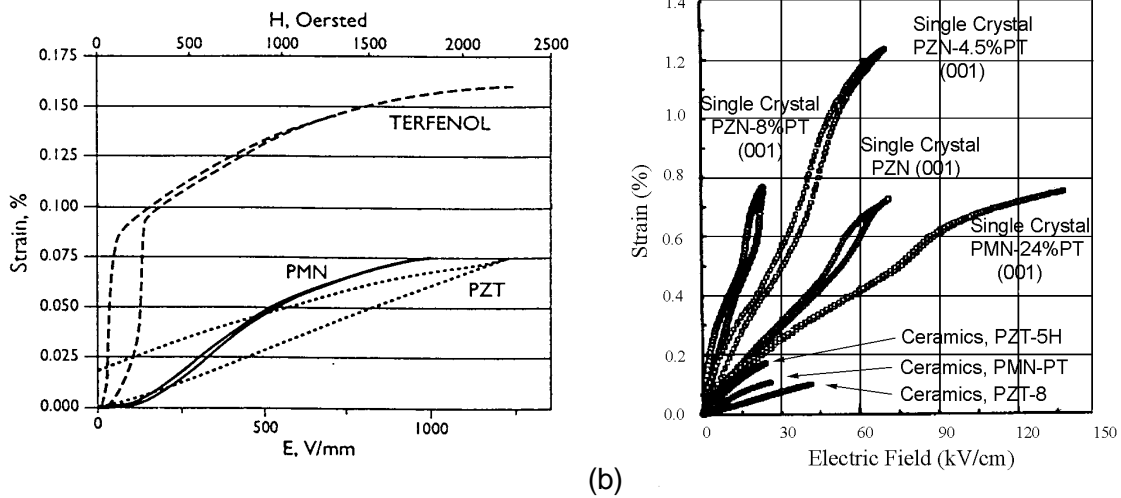 H, Oersted
0 500 900 1000 1500 2000 2500
0.175
0.150
0.125
0.100
0.075
0.050
0.025
0.000
Strain, %
TERFENOL
PMN
PZT
0 500 1000
E, V/mm
(b)
1.4
1.2
1.0
0.8
0.6
0.4
0.2
0.0
Strain (%)
Single Crystal
PZN-4.5%PT
(001)
Single Crystal
PZN-8%PT
(001)
Single Crystal
PZN (001)
Single Crystal
PMN-24%PT
(001)
Ceramics, PZT-5H
Ceramics, PMN-PT
Ceramics, PZT-8
0 30 60 90 120 150
Electric Field (kV/cm)